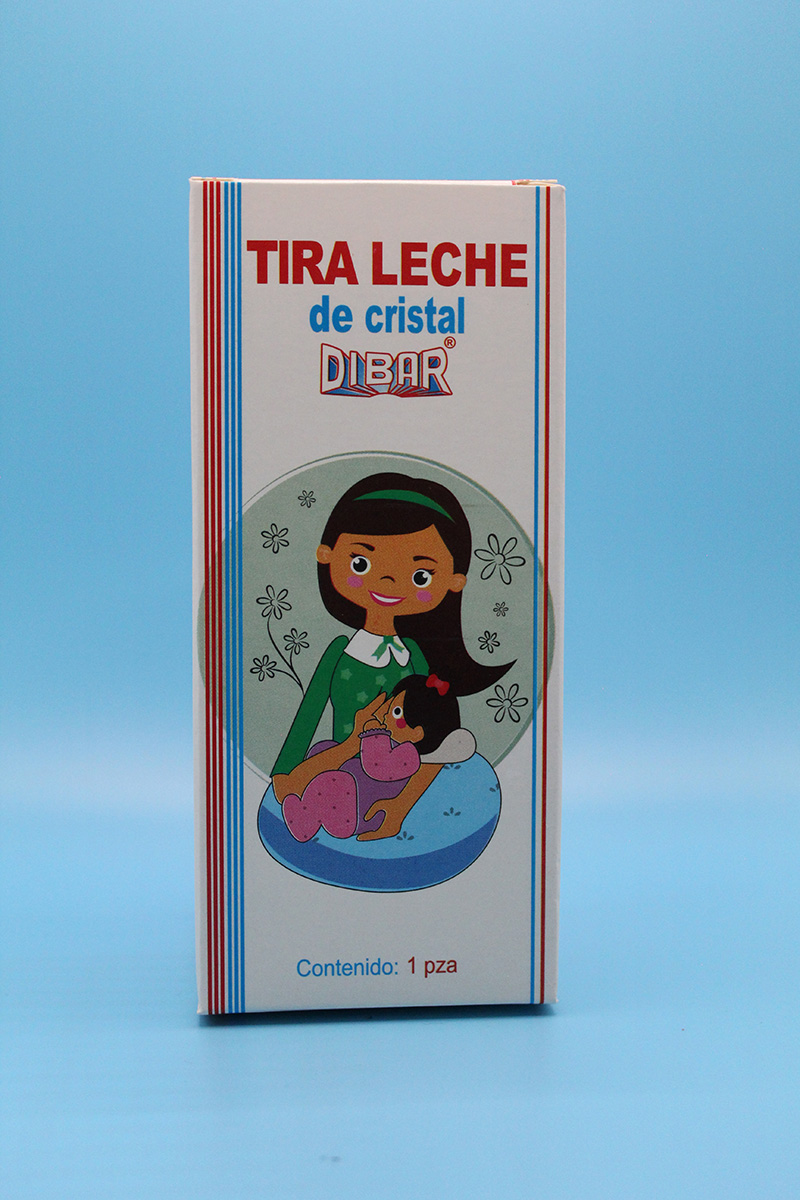 TIRA LECHE
de cristal
DIBAR®
Contenido: 1 pza